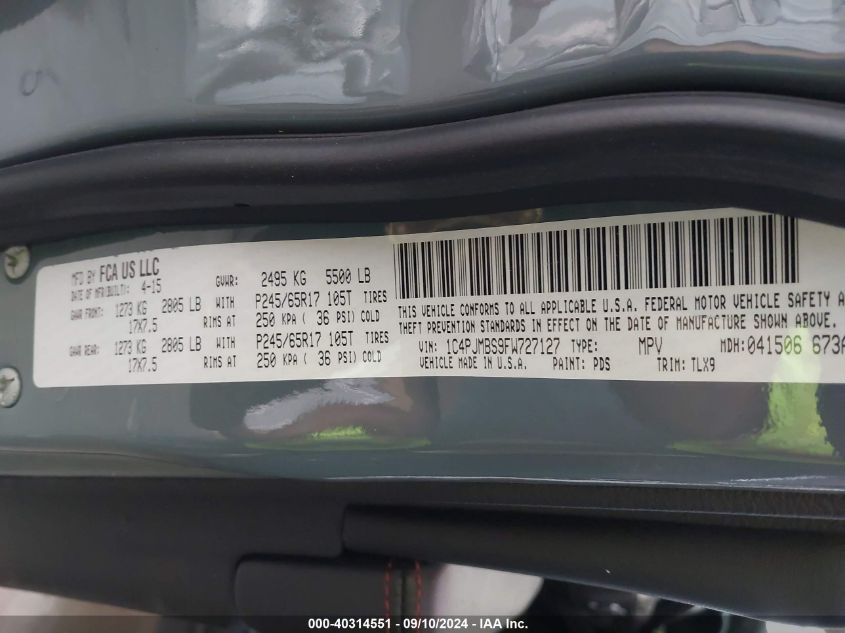 MFD BY FCA US LLC
DATE OF MFR(BUILT): 4-15 GVWR: 2495 KG 5500 LB
GAWR FRONT: 1273 KG 2805 LB WITH P245/65R17 105T TIRES
17X7.5 RIMS AT 250 KPA ( 36 PSI) COLD
GAWR REAR: 1273 KG 2805 LB WITH P245/65R17 105T TIRES
17X7.5 RIMS AT 250 KPA ( 36 PSI) COLD
THIS VEHICLE CONFORMS TO ALL APPLICABLE U.S.A. FEDERAL MOTOR VEHICLE SAFETY A
THEFT PREVENTION STANDARDS IN EFFECT ON THE DATE OF MANUFACTURE SHOWN ABOVE.
VIN: 1C4PJMBS9FW727127 TYPE: MPV MDH: 041506 673A
VEHICLE MADE IN U.S.A. PAINT: PDS TRIM: TLX9
000-40314551 - 09/10/2024 - IAA Inc.